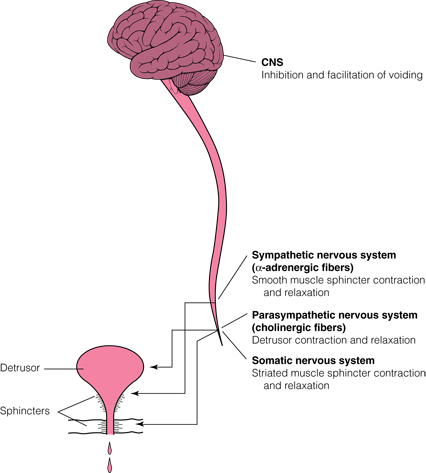 CNS
Inhibition and facilitation of voiding
Sympathetic nervous system
(α-adrenergic fibers)
Smooth muscle sphincter contraction
and relaxation
Parasympathetic nervous system
(cholinergic fibers)
Detrusor contraction and relaxation
Somatic nervous system
Striated muscle sphincter contraction
and relaxation
Detrusor
Sphincters